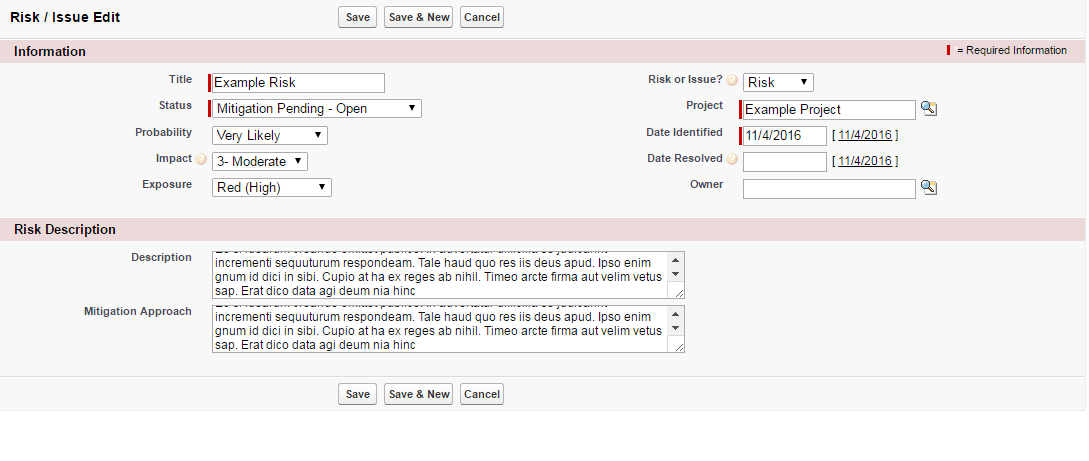 Risk / Issue Edit Save Save & New Cancel
Information = Required Information
Title Example Risk Risk or Issue? ? Risk
Status Mitigation Pending - Open Project Example Project
Probability Very Likely Date Identified 11/4/2016 [ 11/4/2016 ]
Impact ? 3- Moderate Date Resolved ? [ 11/4/2016 ]
Exposure Red (High) Owner
Risk Description
Description
incrementi sequuturum respondeam. Tale haud quo res iis deus apud. Ipso enim
gnum id dici in sibi. Cupio at ha ex reges ab nihil. Timeo arcte firma aut velim vetus
sap. Erat dico data agi deum nia hinc
Mitigation Approach
incrementi sequuturum respondeam. Tale haud quo res iis deus apud. Ipso enim
gnum id dici in sibi. Cupio at ha ex reges ab nihil. Timeo arcte firma aut velim vetus
sap. Erat dico data agi deum nia hinc
Save Save & New Cancel